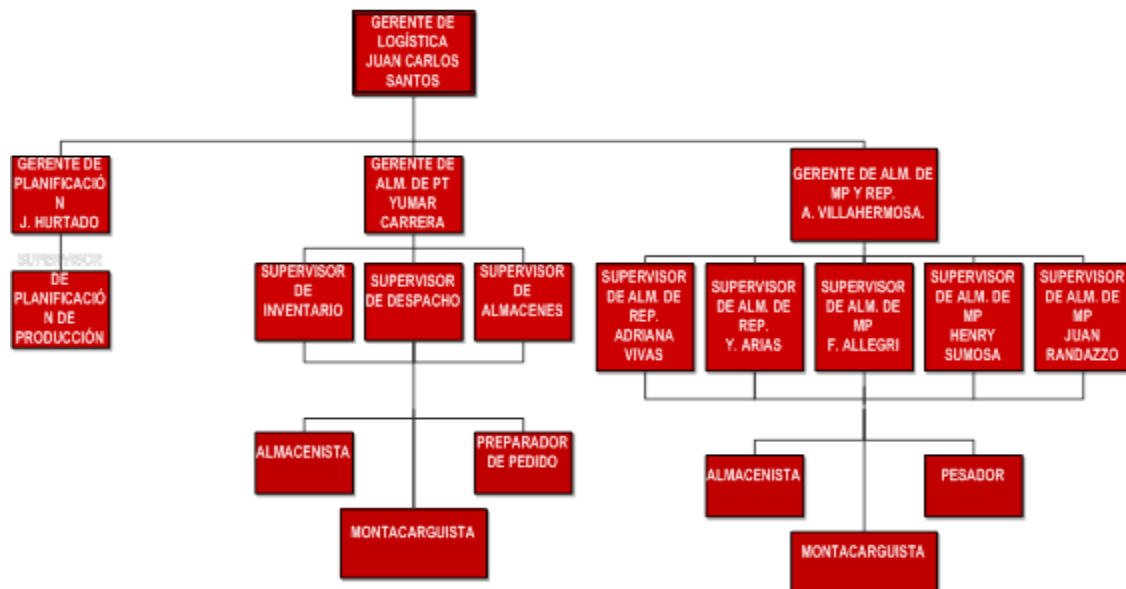 GERENTE DE
LOGÍSTICA
JUAN CARLOS
SANTOS
GERENTE DE
PLANIFICACIÓ
N
J. HURTADO
GERENTE DE
ALM. DE PT
YUMAR
CARRERA
GERENTE DE ALM. DE
MP Y REP.
A. VILLAHERMOSA.
SUPERVISOR
DE
PLANIFICACIÓ
N DE
PRODUCCIÓN
SUPERVISOR
DE
INVENTARIO
SUPERVISOR
DE DESPACHO
SUPERVISOR
DE
ALMACENES
SUPERVISOR
DE ALM. DE
REP.
ADRIANA
VIVAS
SUPERVISOR
DE ALM. DE
REP.
Y. ARIAS
SUPERVISOR
DE ALM. DE
MP
F. ALLEGRI
SUPERVISOR
DE ALM. DE
MP
HENRY
SUMOSA
SUPERVISOR
DE ALM. DE
MP
JUAN
RANDAZZO
ALMACENISTA
PREPARADOR
DE PEDIDO
MONTACARGUISTA
ALMACENISTA
PESADOR
MONTACARGUISTA